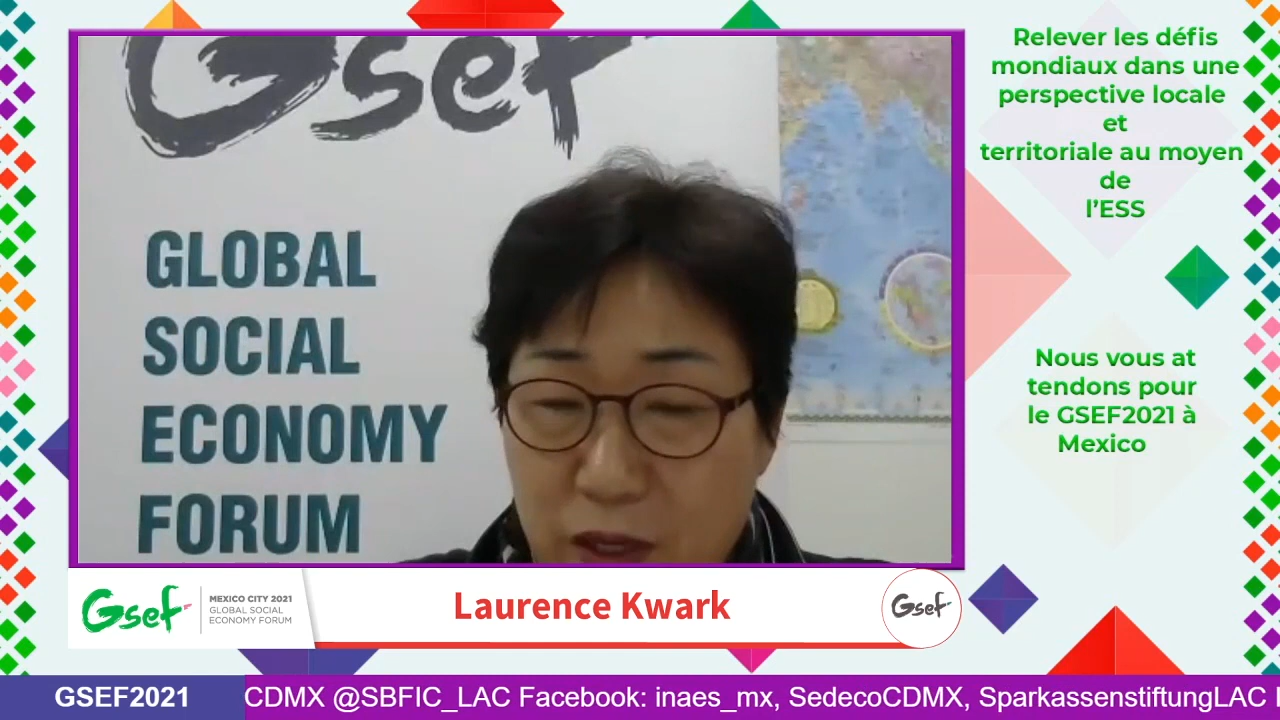 Gsef
GLOBAL
SOCIAL
ECONOMY
FORUM
Relever les défis
mondiaux dans une
perspective locale
et
territoriale au moyen
de
l’ESS
Nous vous at
tendons pour
le GSEF2021 à
Mexico
Gsef
MEXICO CITY 2021
GLOBAL SOCIAL
ECONOMY FORUM
Laurence Kwark
Gsef
GSEF2021
CDMX @SBFIC_LAC Facebook: inaes_mx, SedecoCDMX, SparkassenstiftungLAC